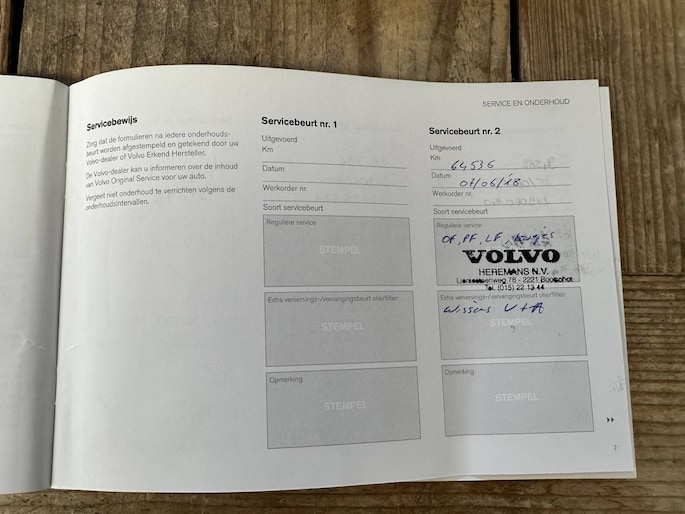 SERVICE EN ONDERHOUD
Servicebewijs
Zorg dat de formulieren na iedere onderhouds-
beurt worden afgestempeld en getekend door uw
Volvo-dealer of Volvo Erkend Hersteller.
De Volvo-dealer kan u informeren over de inhoud
van Volvo Original Service voor uw auto.
Vergeet niet onderhoud te verrichten volgens de
onderhoudsintervallen.
Servicebeurt nr. 1
Uitgevoerd
Km
Datum
Werkorder nr.
Soort servicebeurt
Reguliere service
STEMPEL
Extra verversings-/vervangingsbeurt olie/filter:
STEMPEL
Opmerking
STEMPEL
Servicebeurt nr. 2
Uitgevoerd
Km
64536
Datum
07/06/'18
Werkorder nr.
Soort servicebeurt
Reguliere service
OF, PF, LF, bougies
VOLVO
HEREMANS N.V.
78 - 2221 Booischot
Tel. (015) 22 13 44
Extra verversings-/vervangingsbeurt olie/filter:
Wissers V+A
STEMPEL
Opmerking
STEMPEL
7